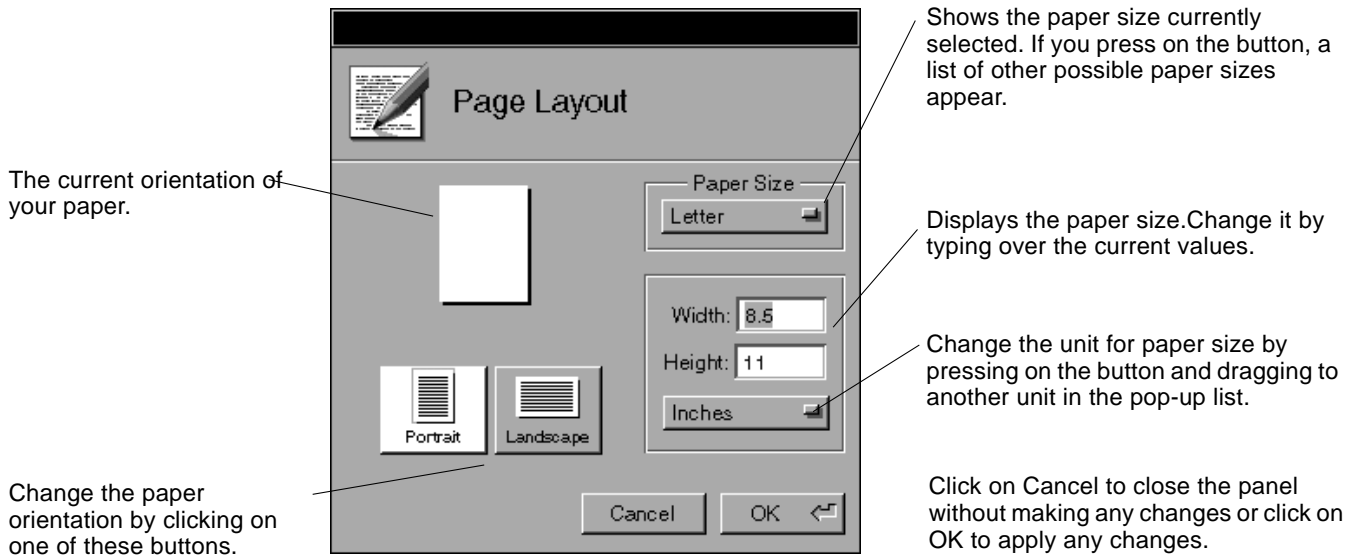 Shows the paper size currently
selected. If you press on the button, a
list of other possible paper sizes
appear.
Page Layout
The current orientation of
your paper.
Paper Size
Letter
Displays the paper size.Change it by
typing over the current values.
Width: 8.5
Height: 11
Inches
Change the unit for paper size by
pressing on the button and dragging to
another unit in the pop-up list.
Portrait
Landscape
Change the paper
orientation by clicking on
one of these buttons.
Cancel
OK
Click on Cancel to close the panel
without making any changes or click on
OK to apply any changes.